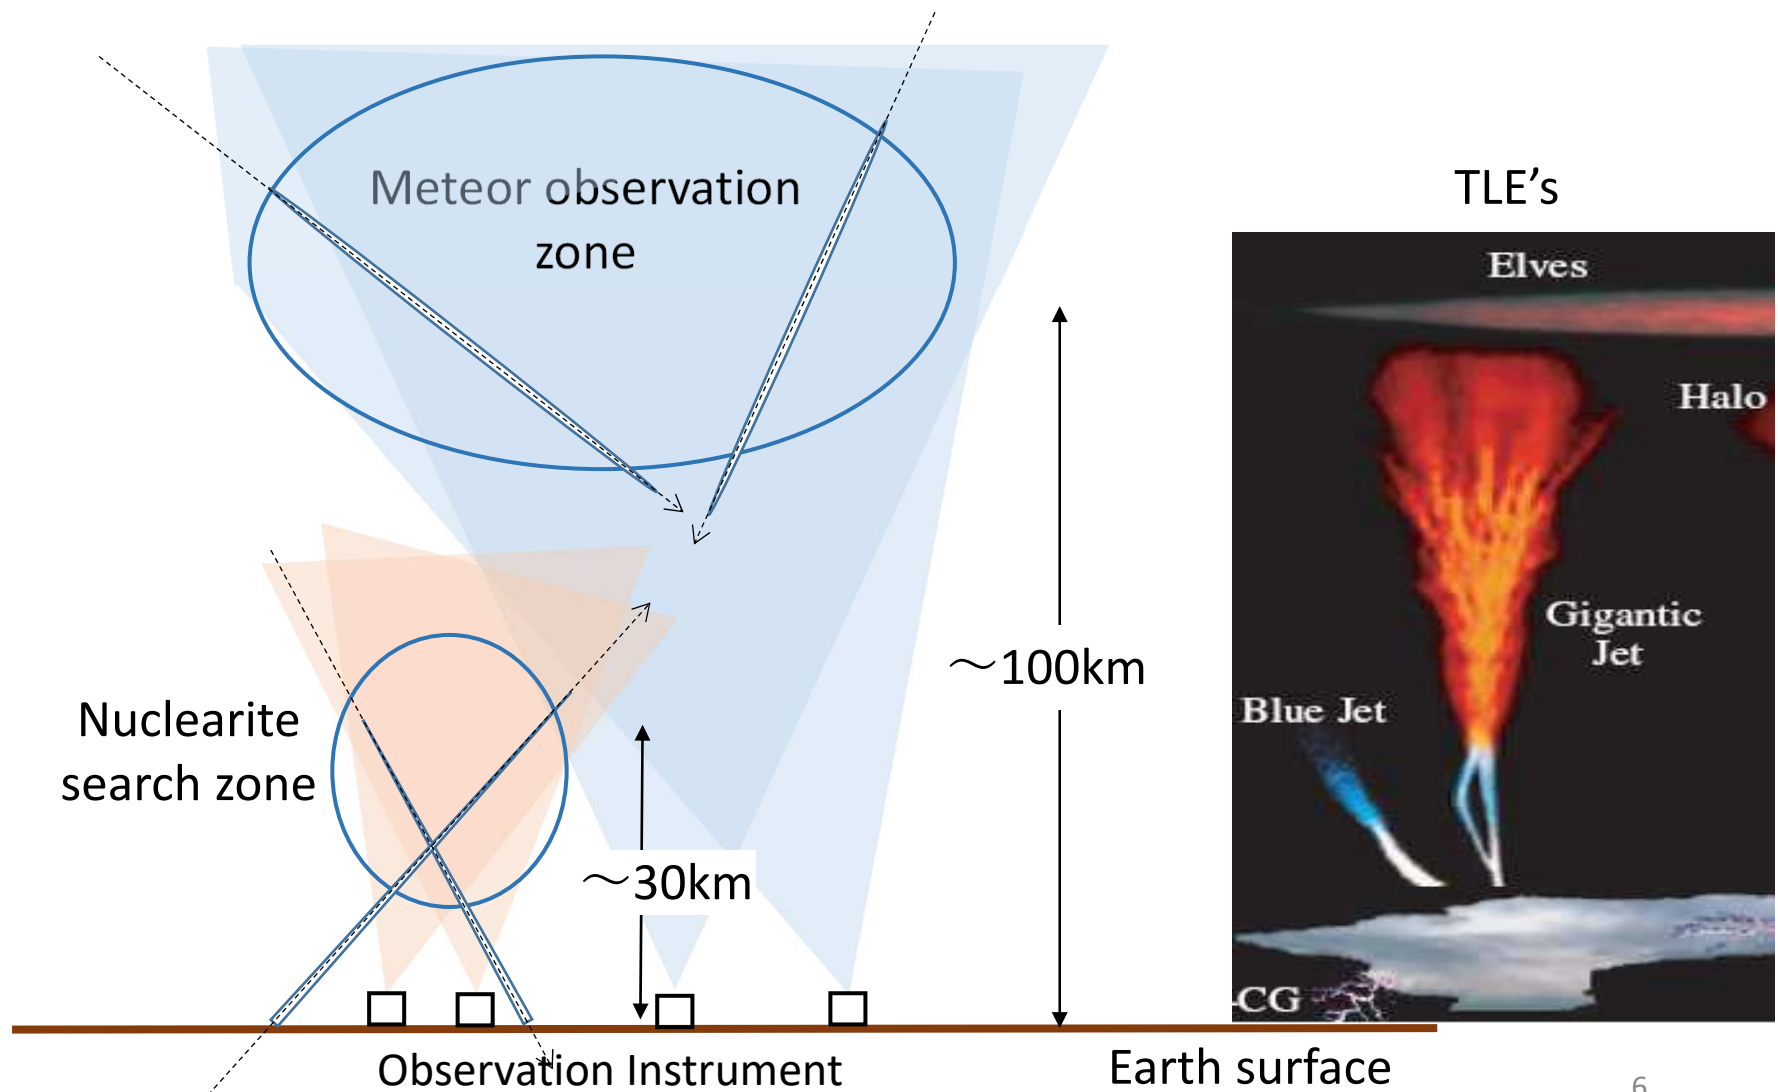 Meteor observation
zone
TLE's
Elves
Halo
Gigantic
Jet
Blue Jet
~100km
Nuclearite
search zone
~30km
-CG
Observation Instrument
Earth surface
6